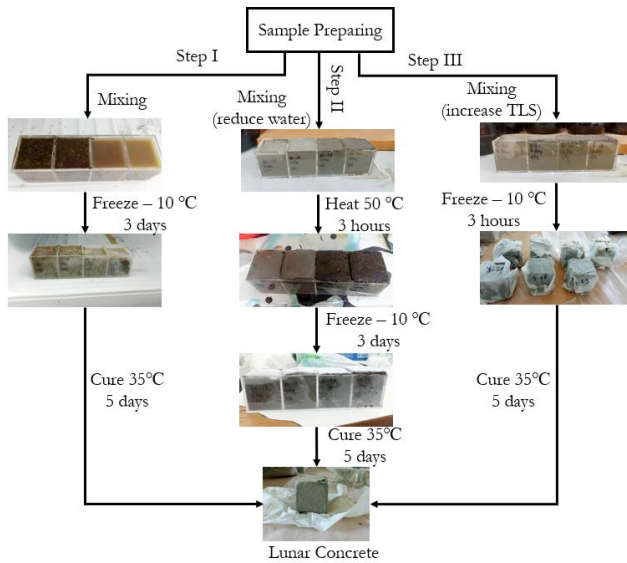 Sample Preparing
Step I
Step II
Step III
Mixing
Mixing
(reduce water)
Mixing
(increase TLS)
Freeze – 10 °C
3 days
Heat 50 °C
3 hours
Freeze – 10 °C
3 hours
Freeze – 10 °C
3 days
Cure 35°C
5 days
Cure 35°C
5 days
Cure 35°C
5 days
Lunar Concrete